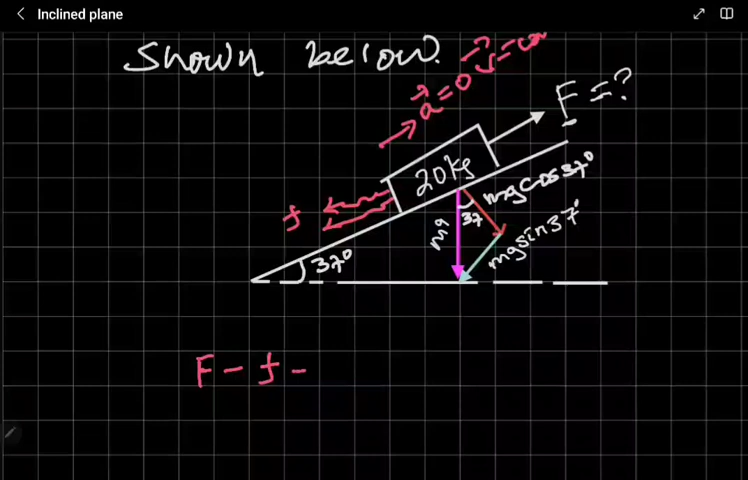 Inclined plane
Shown below.
a = 0
F = ?
20kg
mgcos37°
f
mg
37
mgsin37°
37°
F - f -